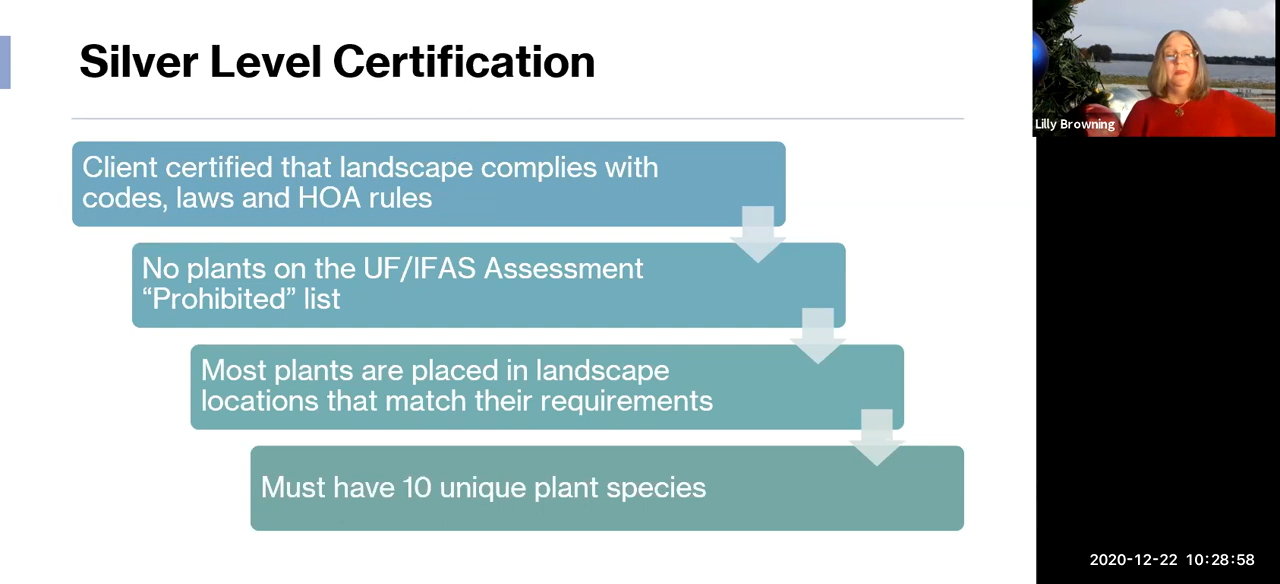 Silver Level Certification
Client certified that landscape complies with
codes, laws and HOA rules
No plants on the UF/IFAS Assessment
“Prohibited” list
Most plants are placed in landscape
locations that match their requirements
Must have 10 unique plant species
Lilly Browning
2020-12-22 10:28:58